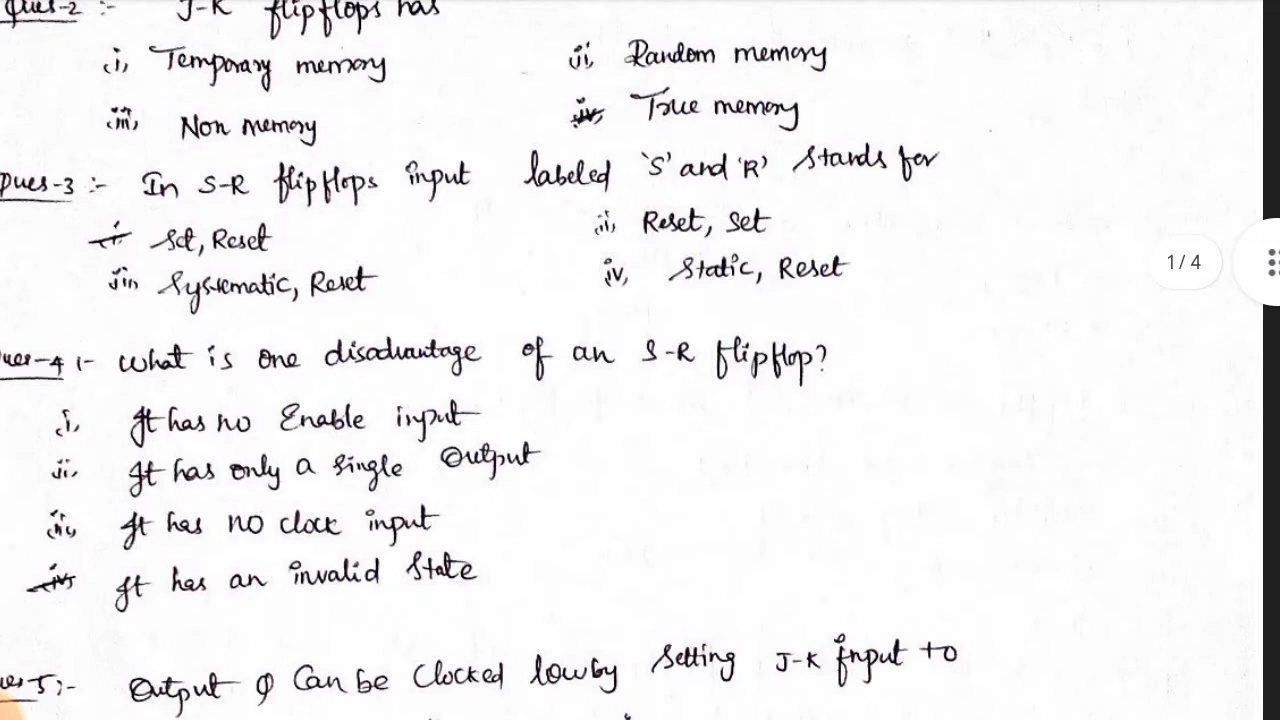 Ques-2 :- J-K flipflops has
i, Temporary memory ii, Random memory
iii, Non memory iv, True memory
Ques-3 :- In S-R flipflops input labeled 'S' and 'R' stands for
i, Set, Reset ii, Reset, Set
iii, Systematic, Reset iv, Static, Reset
1 / 4
Ques-4 :- What is one disadvantage of an S-R flipflop?
i, It has no Enable input
ii, It has only a single Output
iii, It has no clock input
iv, It has an invalid State
Ques-5 :- Output Q Can be Clocked low by Setting J-K input to